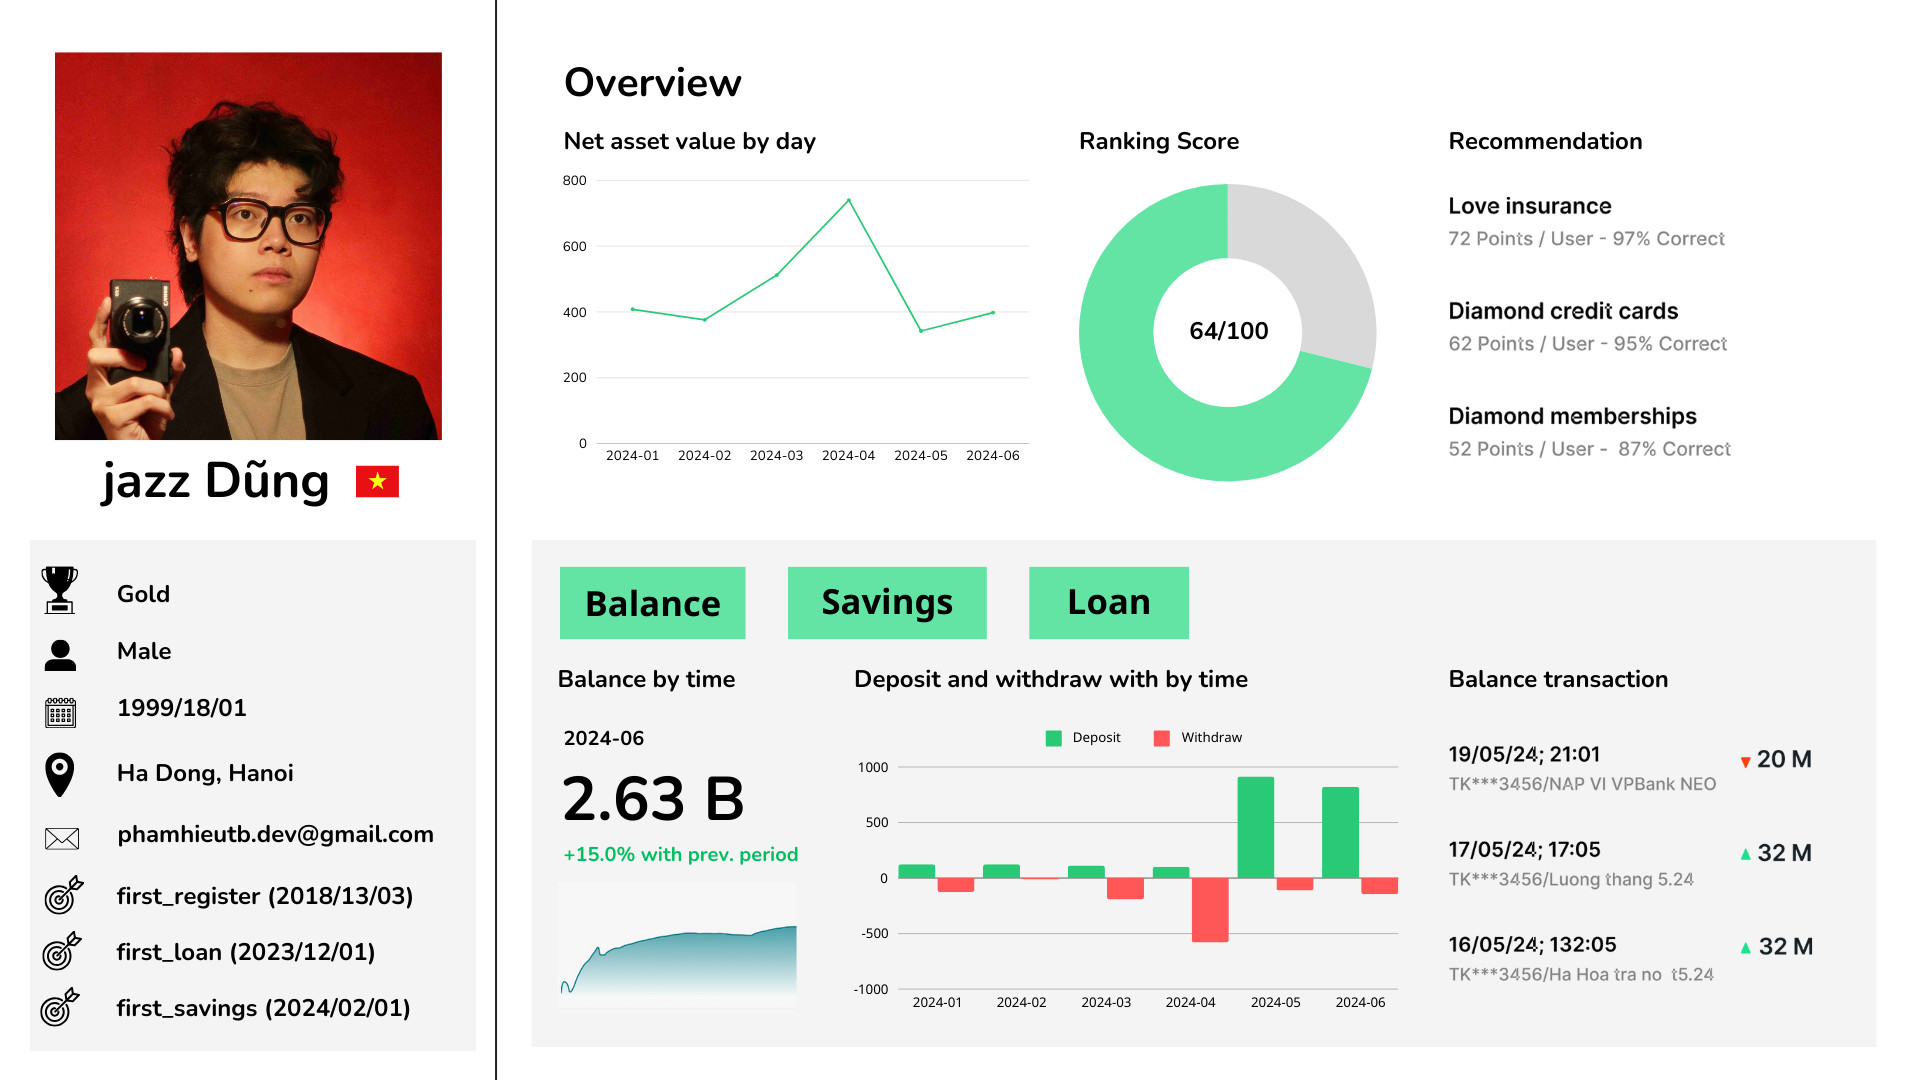 jazz Dũng
Gold
Male
1999/18/01
Ha Dong, Hanoi
phamhieutb.dev@gmail.com
first_register (2018/13/03)
first_loan (2023/12/01)
first_savings (2024/02/01)
Overview
Net asset value by day
800
600
400
200
0
2024-01 2024-02 2024-03 2024-04 2024-05 2024-06
Ranking Score
64/100
Recommendation
Love insurance
72 Points / User - 97% Correct
Diamond credit cards
62 Points / User - 95% Correct
Diamond memberships
52 Points / User - 87% Correct
Balance Savings Loan
Balance by time
2024-06
2.63 B
+15.0% with prev. period
Deposit and withdraw with by time
Deposit Withdraw
1000
500
0
-500
-1000
2024-01 2024-02 2024-03 2024-04 2024-05 2024-06
Balance transaction
19/05/24; 21:01
20 M
TK***3456/NAP VI VPBank NEO
17/05/24; 17:05
32 M
TK***3456/Luong thang 5.24
16/05/24; 132:05
32 M
TK***3456/Ha Hoa tra no t5.24